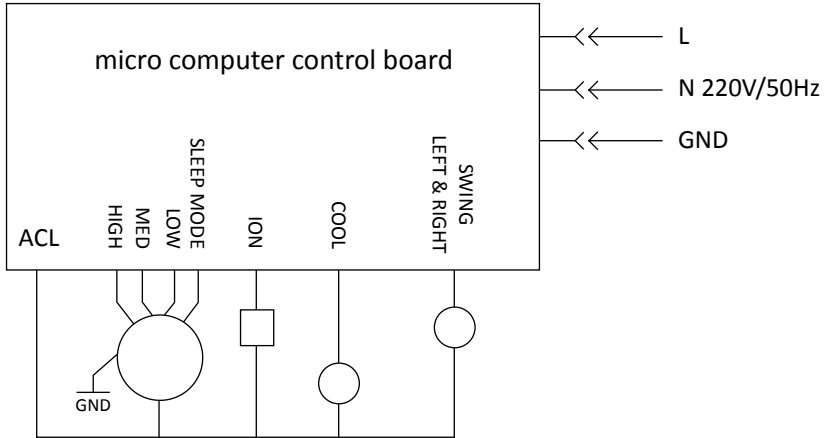 micro computer control board
L
N 220V/50Hz
GND
ACL
HIGH
MED
LOW
SLEEP MODE
ION
COOL
LEFT & RIGHT
SWING
GND